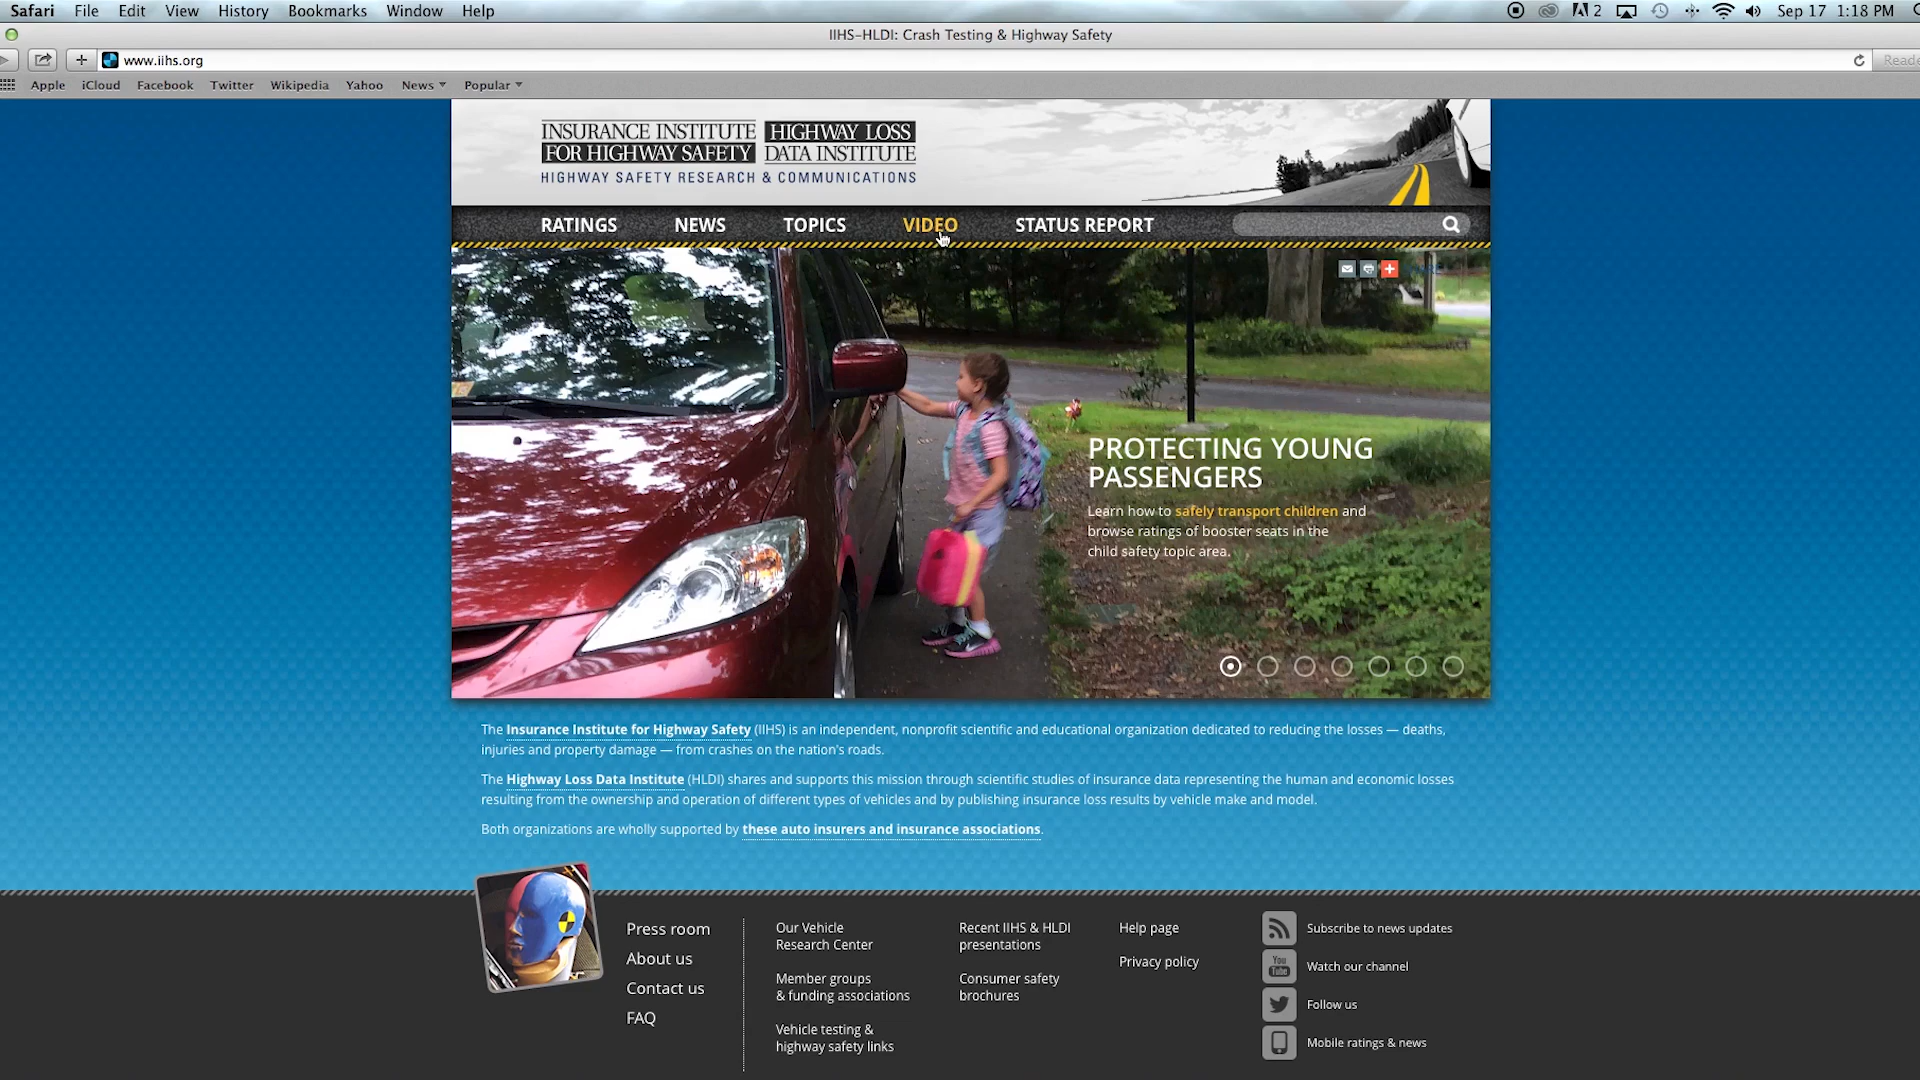 Safari File Edit View History Bookmarks Window Help 2 Sep 17 1:18 PM
IIHS-HLDI: Crash Testing & Highway Safety
www.iihs.org
Apple iCloud Facebook Twitter Wikipedia Yahoo News Popular
INSURANCE INSTITUTE HIGHWAY LOSS
FOR HIGHWAY SAFETY DATA INSTITUTE
HIGHWAY SAFETY RESEARCH & COMMUNICATIONS
RATINGS NEWS TOPICS VIDEO STATUS REPORT
PROTECTING YOUNG
PASSENGERS
Learn how to safely transport children and
browse ratings of booster seats in the
child safety topic area.
The Insurance Institute for Highway Safety (IIHS) is an independent, nonprofit scientific and educational organization dedicated to reducing the losses — deaths,
injuries and property damage — from crashes on the nation's roads.
The Highway Loss Data Institute (HLDI) shares and supports this mission through scientific studies of insurance data representing the human and economic losses
resulting from the ownership and operation of different types of vehicles and by publishing insurance loss results by vehicle make and model.
Both organizations are wholly supported by these auto insurers and insurance associations.
Press room
About us
Contact us
FAQ
Our Vehicle
Research Center
Member groups
& funding associations
Vehicle testing &
highway safety links
Recent IIHS & HLDI
presentations
Consumer safety
brochures
Help page
Privacy policy
Subscribe to news updates
You
Tube
Watch our channel
Follow us
Mobile ratings & news